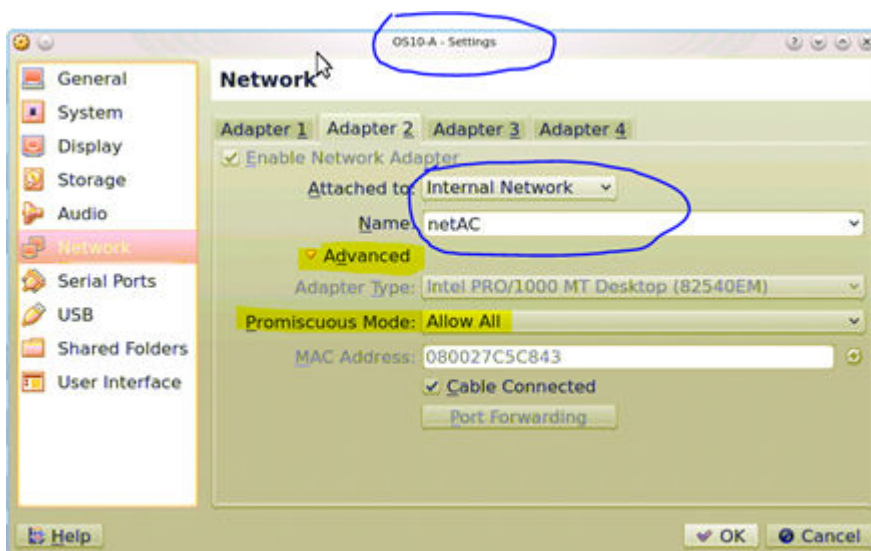 OS10-A - Settings
General
System
Display
Storage
Audio
Network
Serial Ports
USB
Shared Folders
User Interface
Network
Adapter 1 Adapter 2 Adapter 3 Adapter 4
Enable Network Adapter
Attached to: Internal Network
Name: netAC
Advanced
Adapter Type: Intel PRO/1000 MT Desktop (82540EM)
Promiscuous Mode: Allow All
MAC Address: 080027C5C843
Cable Connected
Port Forwarding
Help OK Cancel